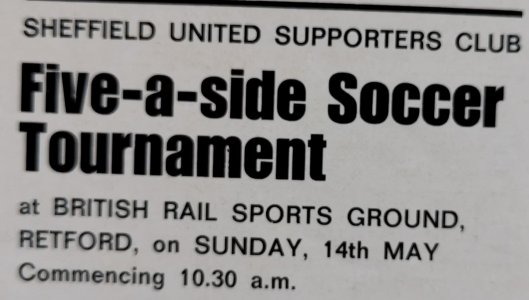 SHEFFIELD UNITED SUPPORTERS CLUB
Five-a-side Soccer
Tournament
at BRITISH RAIL SPORTS GROUND,
RETFORD, on SUNDAY, 14th MAY
Commencing 10.30 a.m.